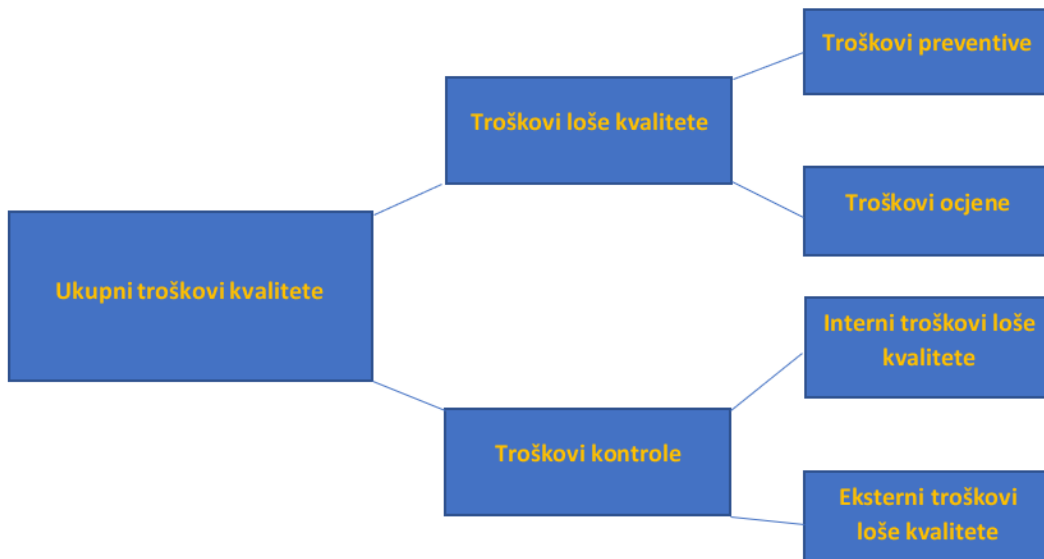 Troškovi preventive
Troškovi loše kvalitete
Troškovi ocjene
Ukupni troškovi kvalitete
Interni troškovi loše
kvalitete
Troškovi kontrole
Eksterni troškovi
loše kvalitete